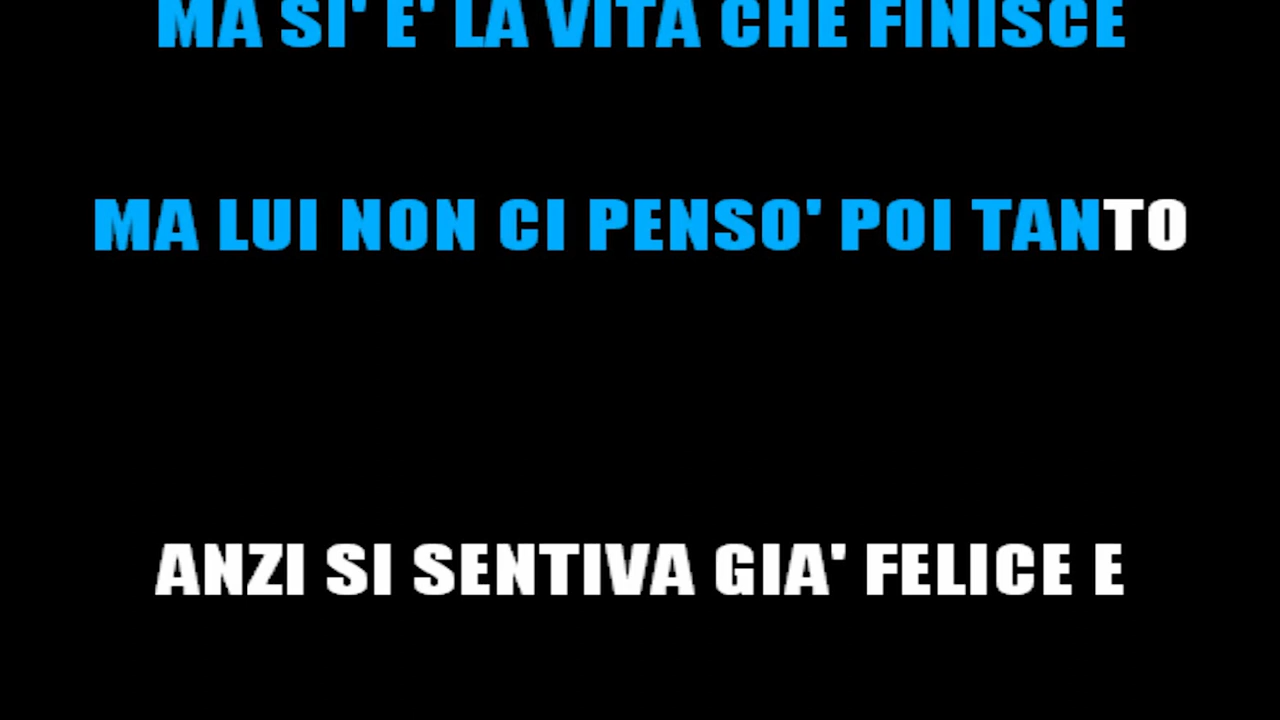 MA SI' E' LA VITA CHE FINISCE
MA LUI NON CI PENSO' POI TANTO
ANZI SI SENTIVA GIA' FELICE E